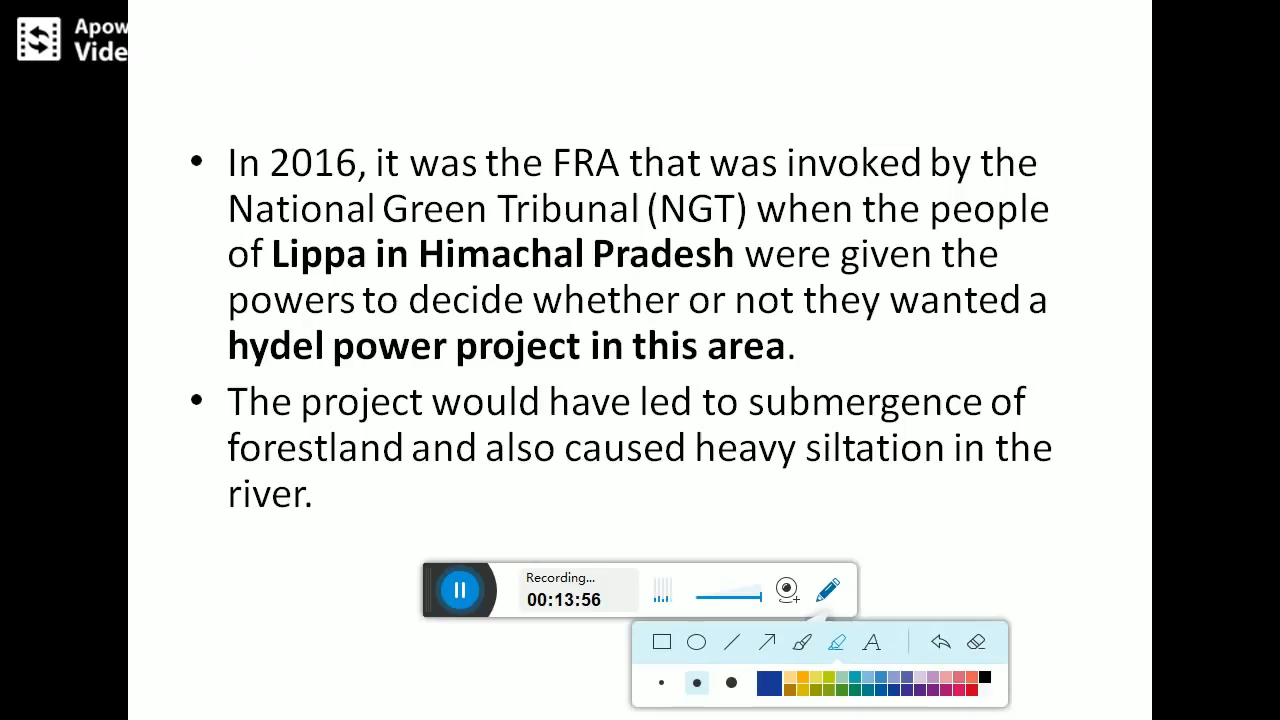 Apow
Vide
• In 2016, it was the FRA that was invoked by the
National Green Tribunal (NGT) when the people
of Lippa in Himachal Pradesh were given the
powers to decide whether or not they wanted a
hydel power project in this area.
• The project would have led to submergence of
forestland and also caused heavy siltation in the
river.
Recording...
00:13:56
A